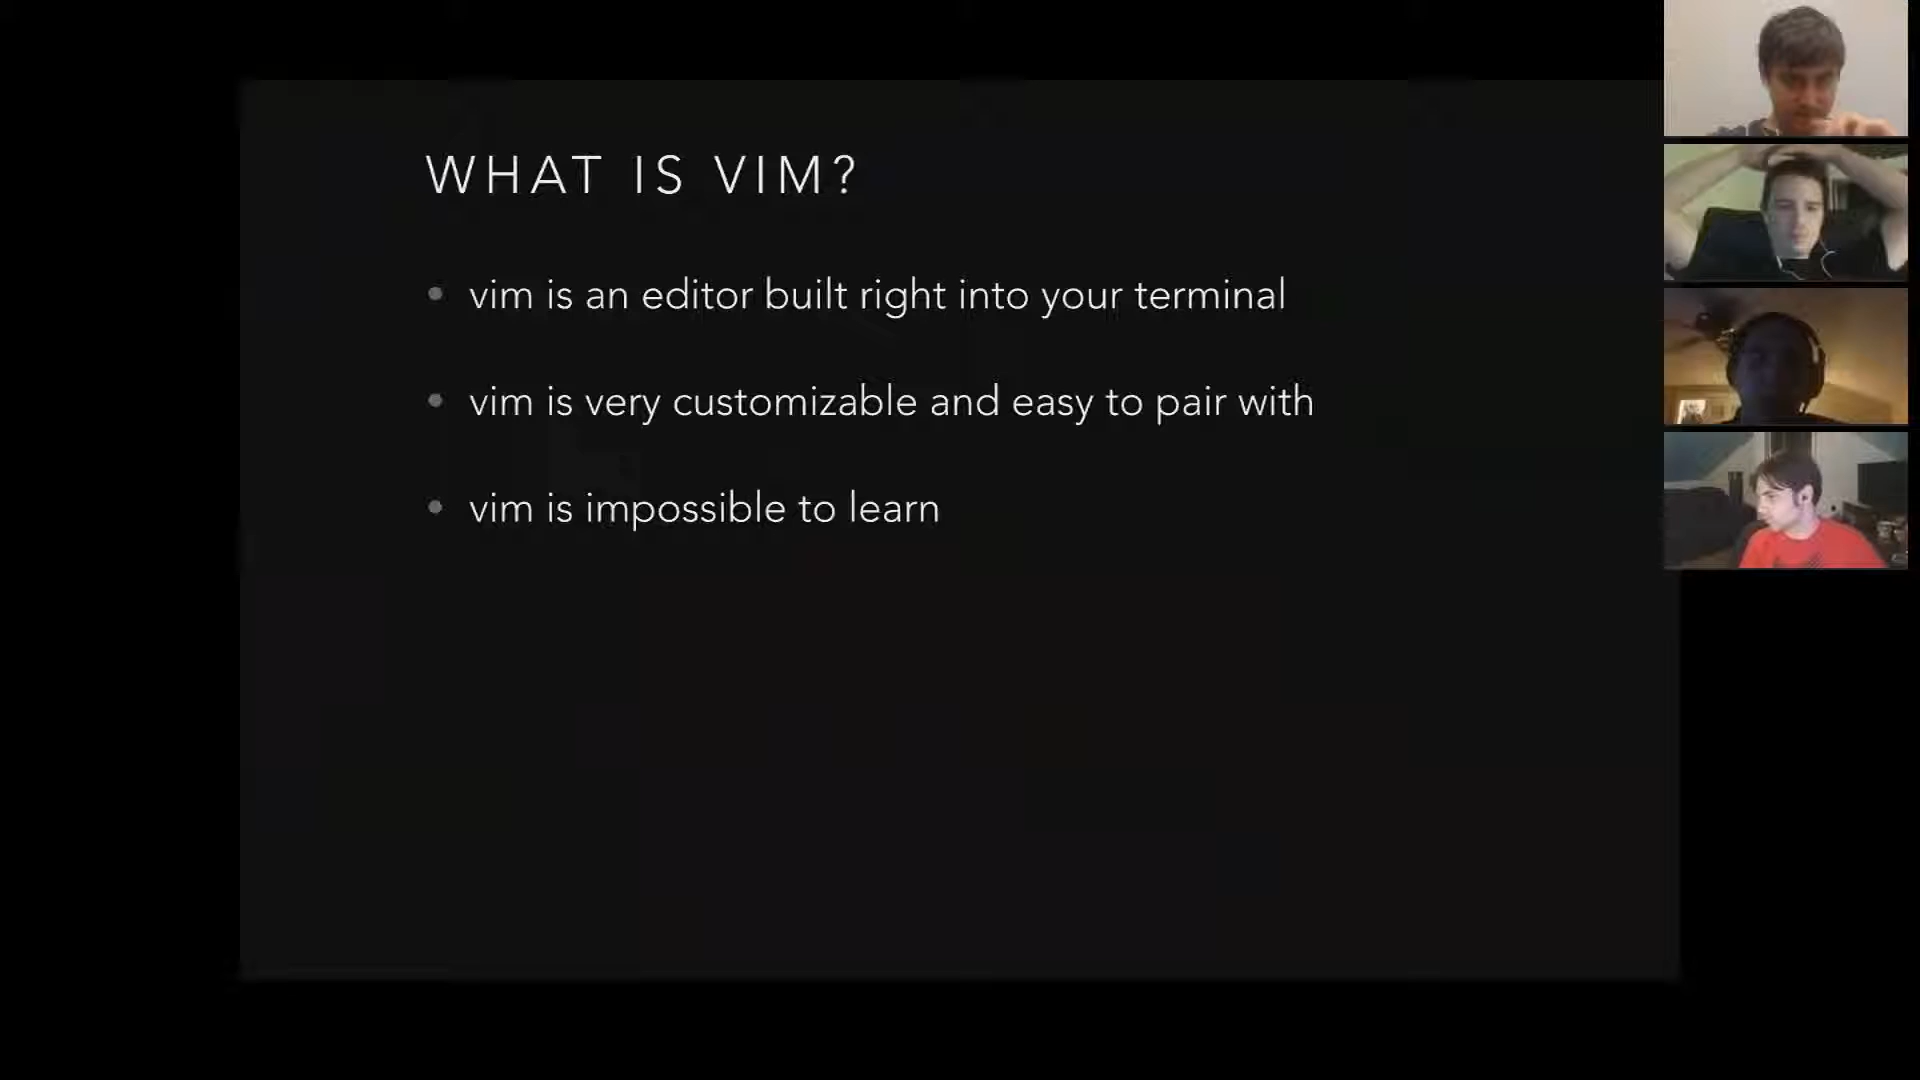 WHAT IS VIM?
vim is an editor built right into your terminal
vim is very customizable and easy to pair with
vim is impossible to learn